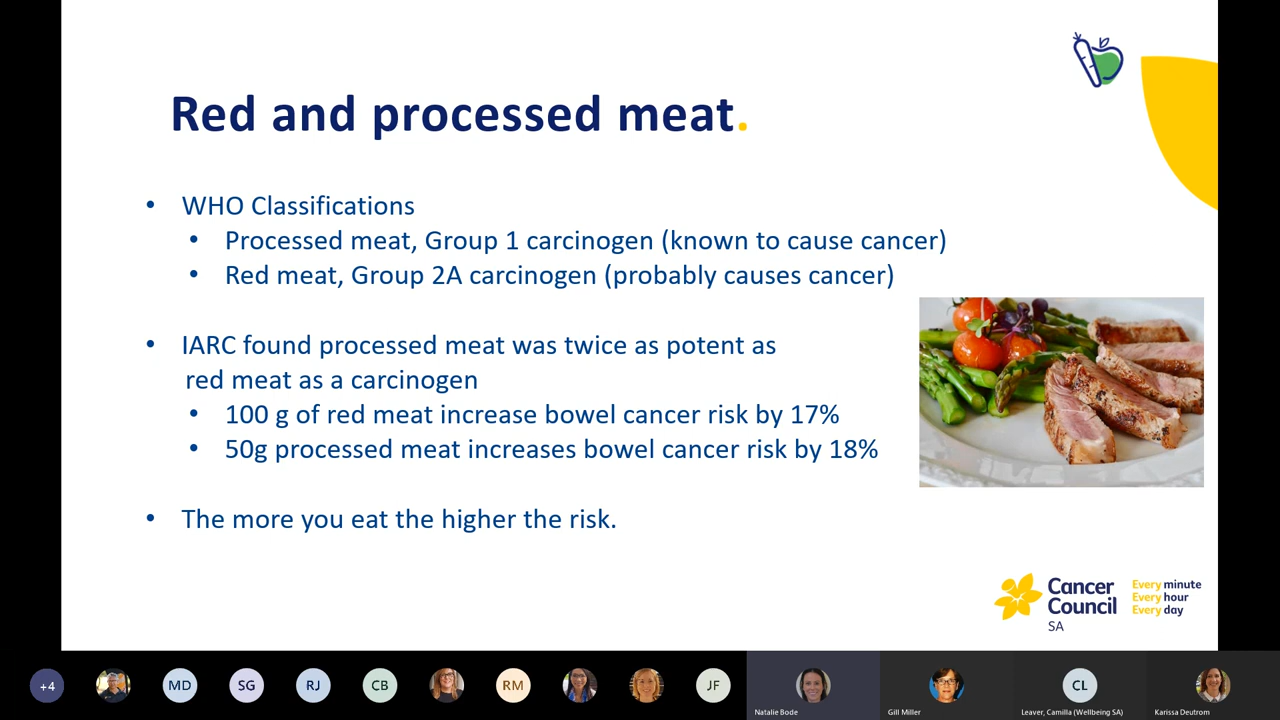 Red and processed meat.
• WHO Classifications
• Processed meat, Group 1 carcinogen (known to cause cancer)
• Red meat, Group 2A carcinogen (probably causes cancer)
• IARC found processed meat was twice as potent as
red meat as a carcinogen
• 100 g of red meat increase bowel cancer risk by 17%
• 50g processed meat increases bowel cancer risk by 18%
• The more you eat the higher the risk.
Cancer
Council
SA
Every minute
Every hour
Every day
+4
MD
SG
RJ
CB
RM
JF
CL
Natalie Bode
Gill Miller
Leaver, Camilla (Wellbeing SA)
Karissa Deutrom